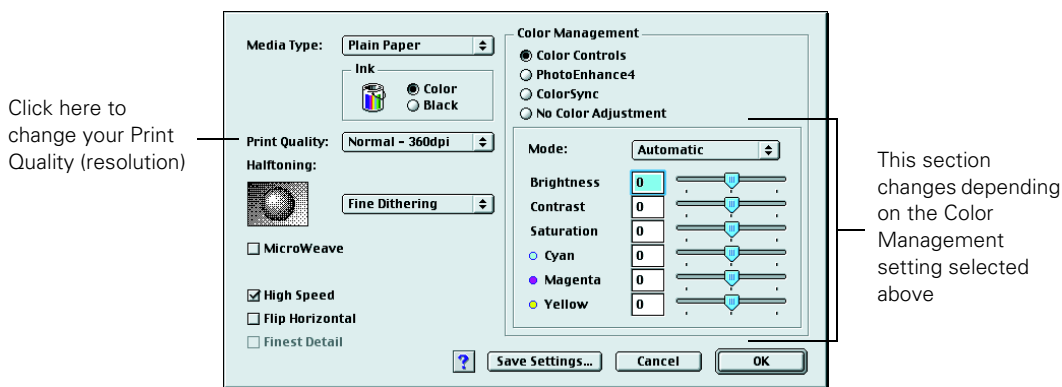 Click here to
change your Print
Quality (resolution)
Media Type:
Plain Paper
Ink
Color
Black
Print Quality:
Normal - 360dpi
Halftoning:
Fine Dithering
MicroWeave
High Speed
Flip Horizontal
Finest Detail
Color Management
Color Controls
PhotoEnhance4
ColorSync
No Color Adjustment
Mode:
Automatic
Brightness 0
Contrast 0
Saturation 0
Cyan 0
Magenta 0
Yellow 0
?
Save Settings...
Cancel
OK
This section
changes depending
on the Color
Management
setting selected
above